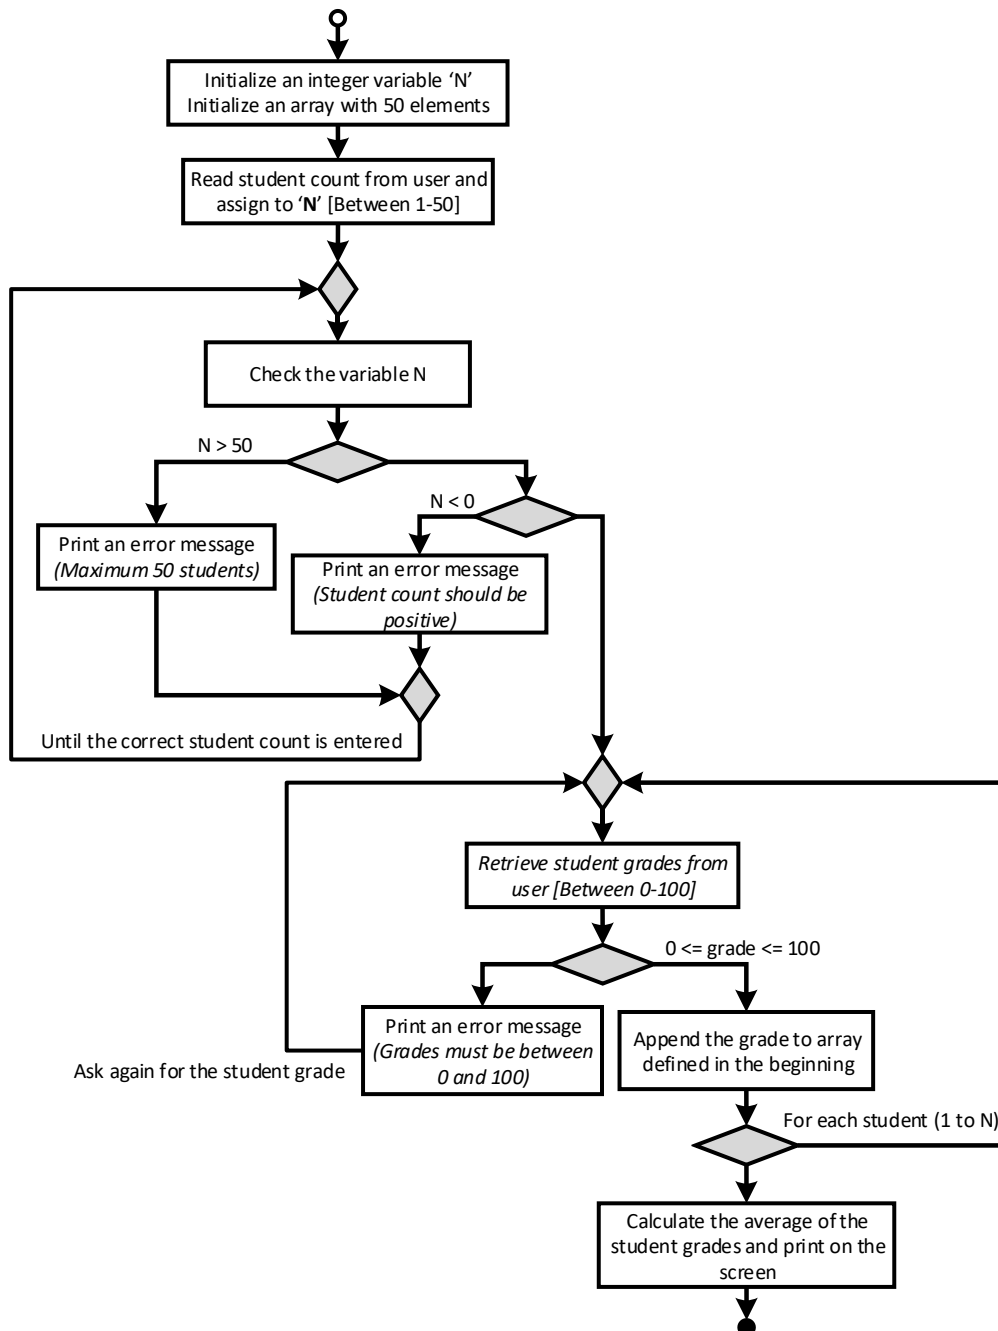 Initialize an integer variable ‘N’
Initialize an array with 50 elements
Read student count from user and
assign to ‘N’ [Between 1-50]
Check the variable N
N > 50
N < 0
Print an error message
(Maximum 50 students)
Print an error message
(Student count should be
positive)
Until the correct student count is entered
Retrieve student grades from
user [Between 0-100]
0 <= grade <= 100
Print an error message
(Grades must be between
0 and 100)
Ask again for the student grade
Append the grade to array
defined in the beginning
For each student (1 to N)
Calculate the average of the
student grades and print on the
screen